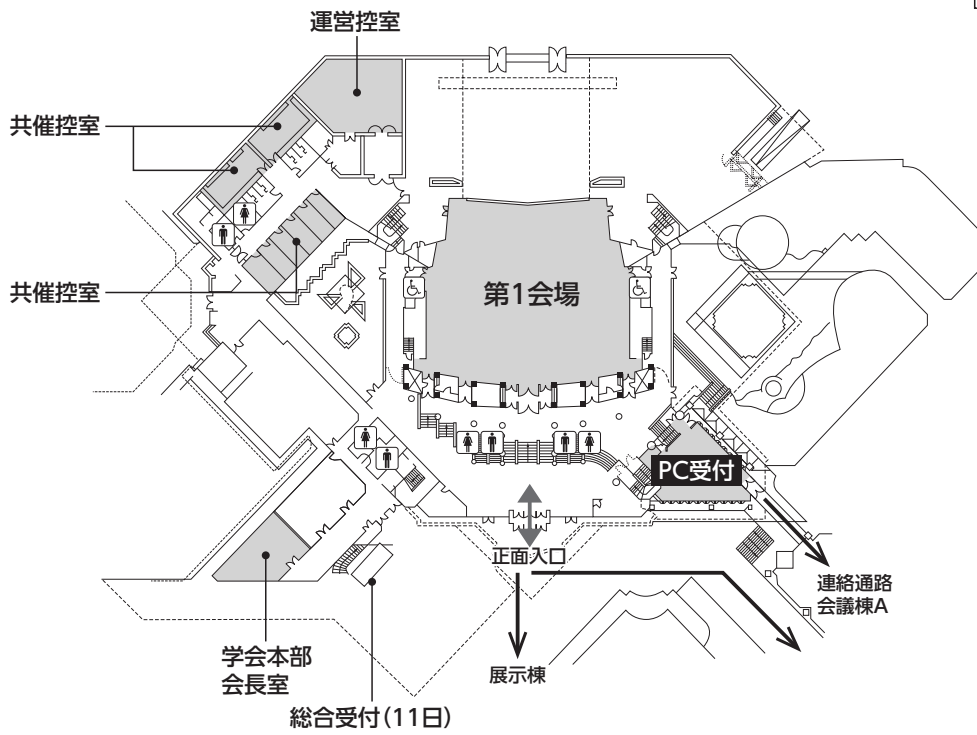 運営控室
共催控室
共催控室
第1会場
PC受付
正面入口
連絡通路
会議棟A
展示棟
学会本部
会長室
総合受付(11日)